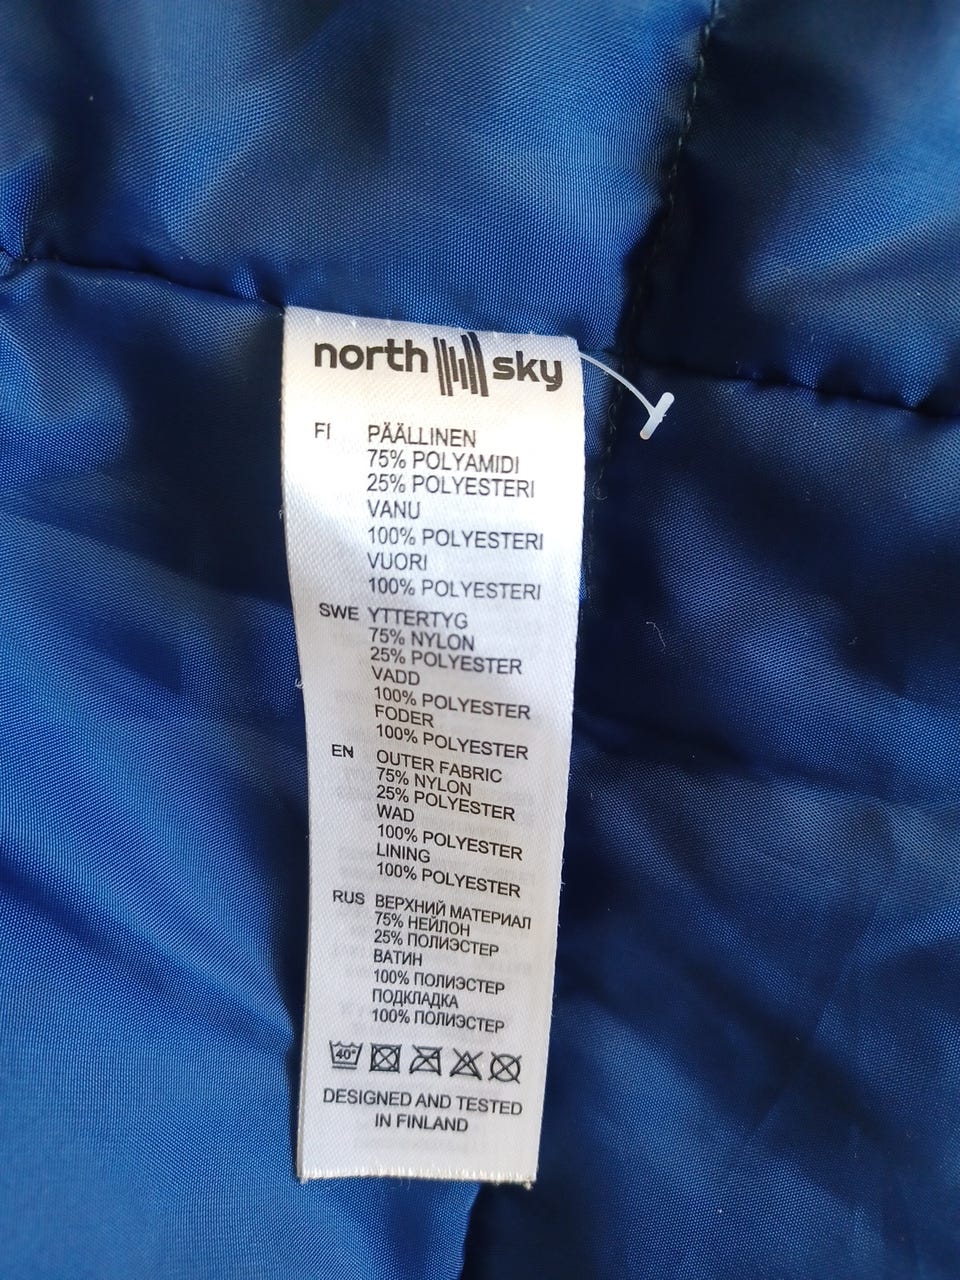 north sky
FI PÄÄLLINEN
75% POLYAMIDI
25% POLYESTERI
VANU
100% POLYESTERI
VUORI
100% POLYESTERI
SWE YTTERTYG
75% NYLON
25% POLYESTER
VADD
100% POLYESTER
FODER
100% POLYESTER
EN OUTER FABRIC
75% NYLON
25% POLYESTER
WAD
100% POLYESTER
LINING
100% POLYESTER
RUS ВЕРХНИЙ МАТЕРИАЛ
75% НЕЙЛОН
25% ПОЛИЭСТЕР
ВАТИН
100% ПОЛИЭСТЕР
ПОДКЛАДКА
100% ПОЛИЭСТЕР
40°
DESIGNED AND TESTED
IN FINLAND